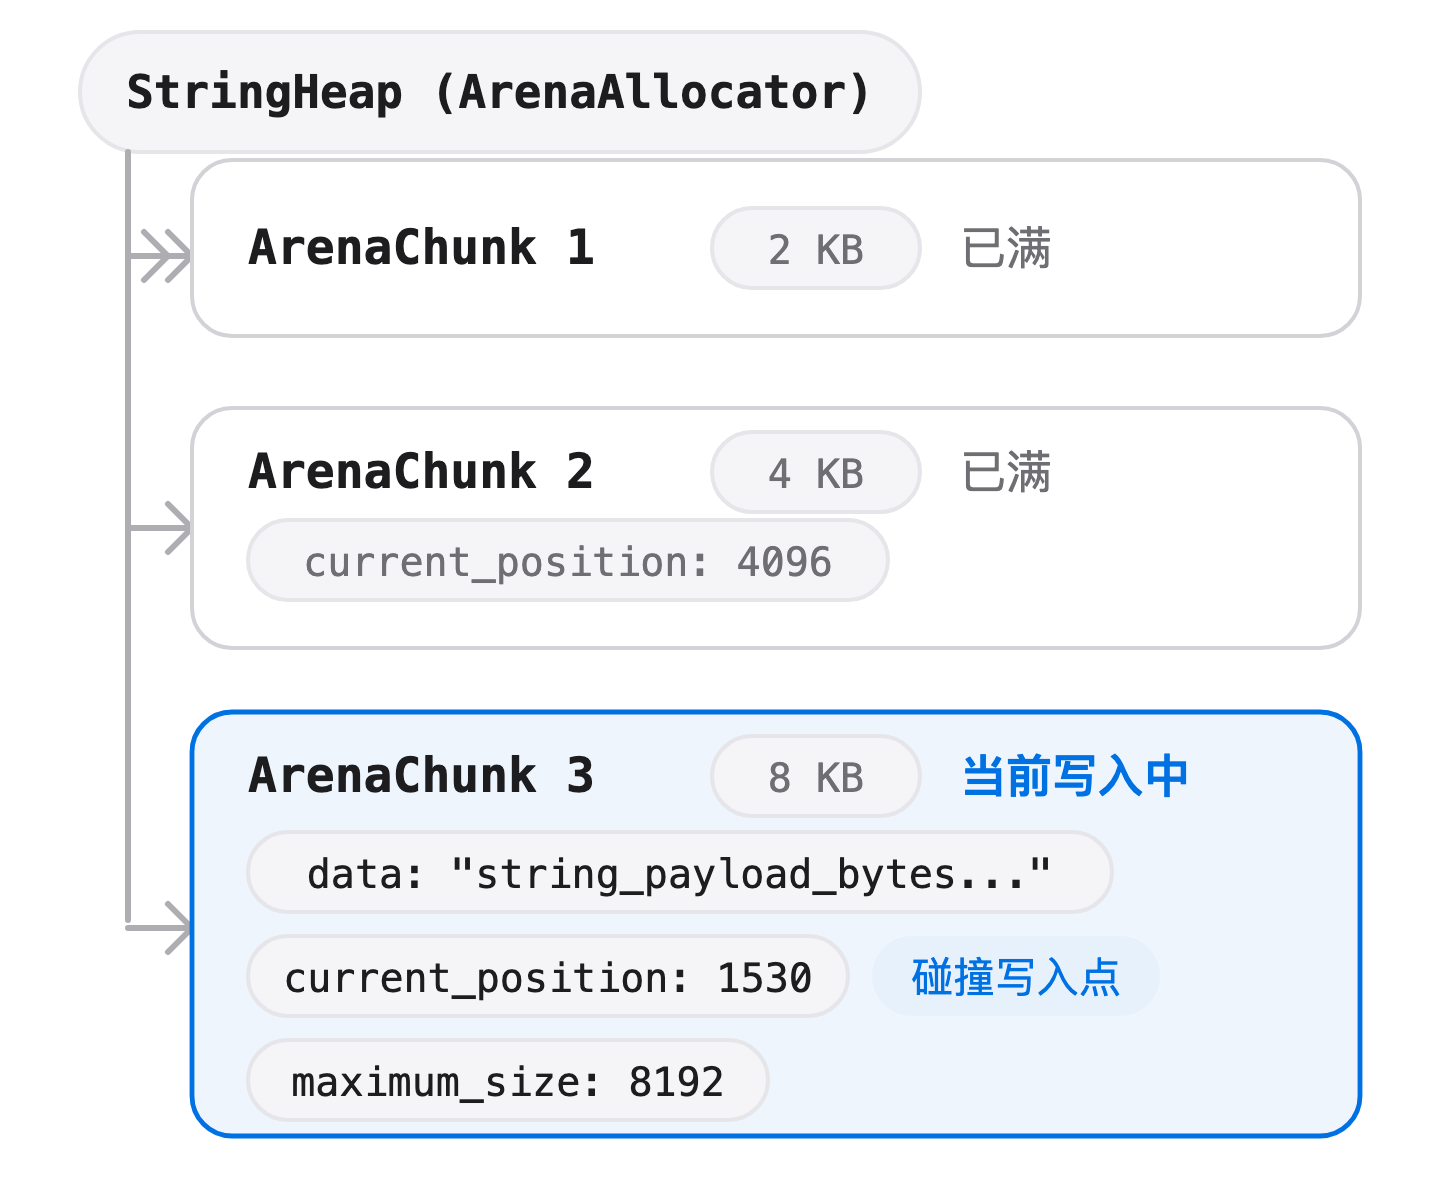 StringHeap (ArenaAllocator)
ArenaChunk 1 2 KB 已满
ArenaChunk 2 4 KB 已满
current_position: 4096
ArenaChunk 3 8 KB 当前写入中
data: "string_payload_bytes..."
current_position: 1530 碰撞写入点
maximum_size: 8192